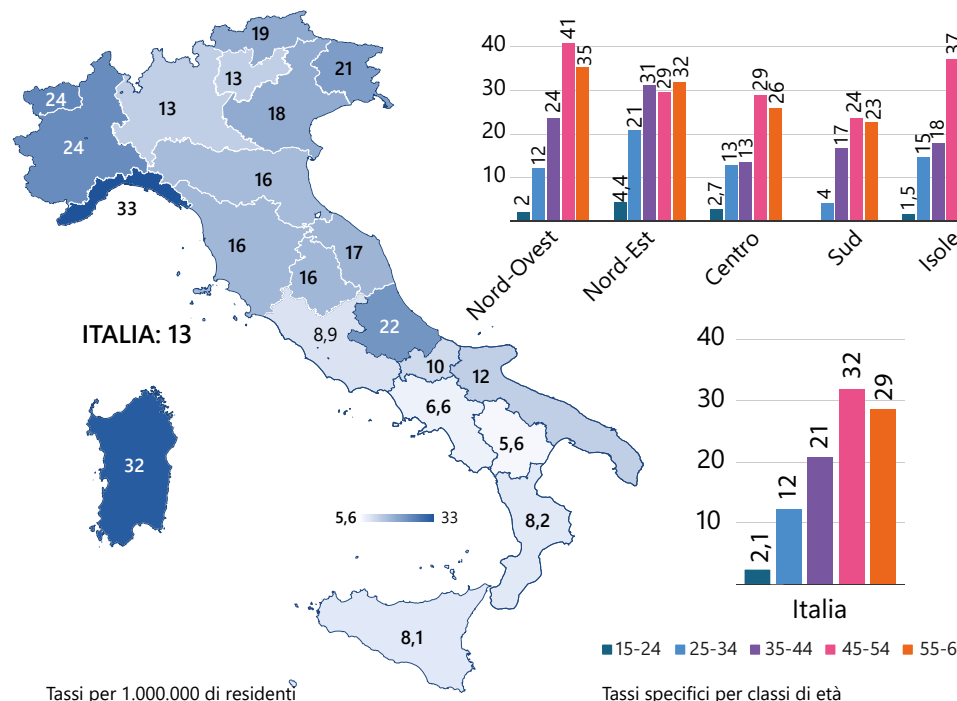 19
13
21
24
13
18
24
33
16
16
17
16
ITALIA: 13
8,9
22
10
12
6,6
5,6
32
5,6 33
8,2
8,1
Tassi per 1.000.000 di residenti
40
30
20
10
2 12 24 41 35
4,4 21 31 29 32
2,7 13 13 29 26
4 17 24 23
1,5 15 18 37
Nord-Ovest Nord-Est Centro Sud Isole
40
30
20
10
2,1 12 21 32 29
Italia
15-24 25-34 35-44 45-54 55-6
Tassi specifici per classi di età